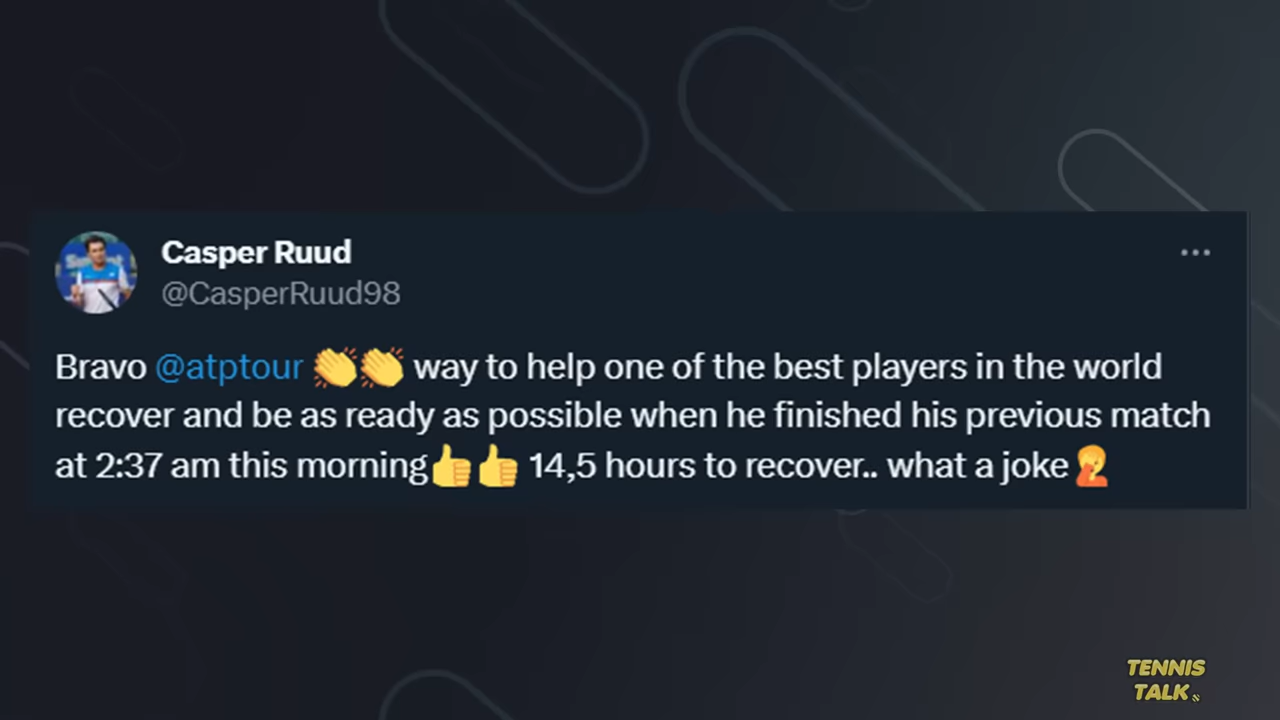 Casper Ruud
@CasperRuud98
Bravo @atptour 👏👏 way to help one of the best players in the world
recover and be as ready as possible when he finished his previous match
at 2:37 am this morning👍👍 14,5 hours to recover.. what a joke🤦
TENNIS
TALK